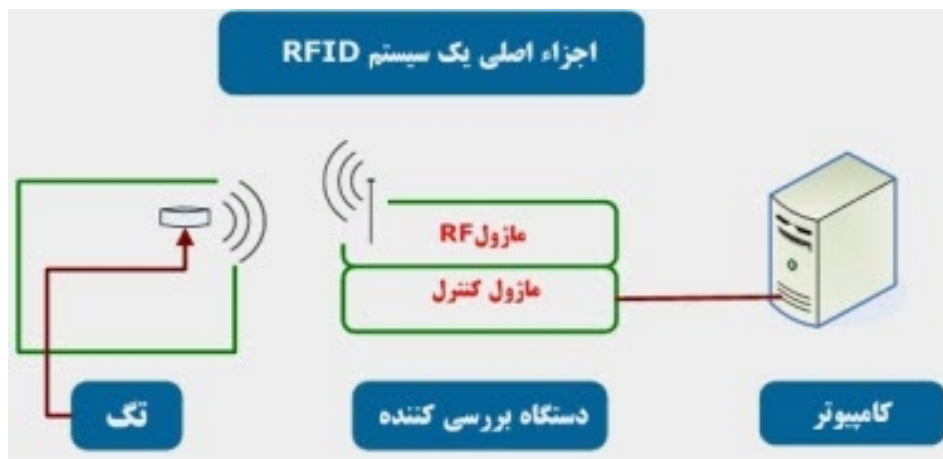 اجزاء اصلی یک سیستم RFID
ماژولRF
ماژول کنترل
کامپیوتر
دستگاه بررسی کننده
تگ